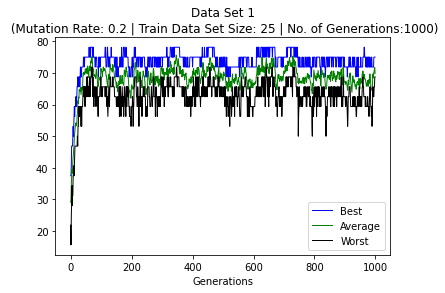 Data Set 1
(Mutation Rate: 0.2 | Train Data Set Size: 25 | No. of Generations:1000)
80
70
60
50
40
30
20
Best
Average
Worst
0 200 400 600 800 1000
Generations